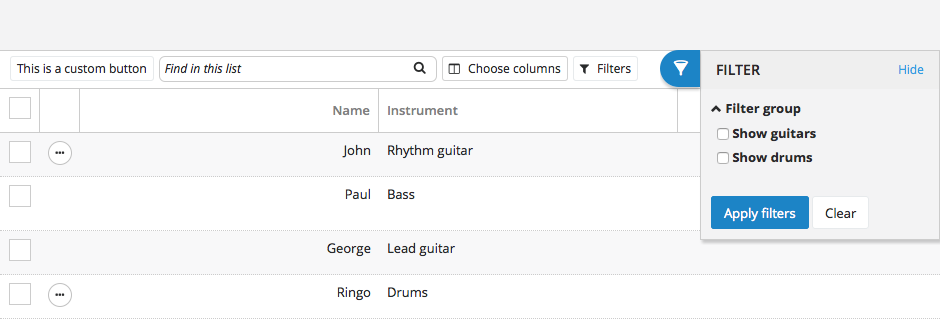 This is a custom button Find in this list Choose columns Filters
FILTER Hide
Filter group
Show guitars
Show drums
Apply filters Clear
Name Instrument
John Rhythm guitar
Paul Bass
George Lead guitar
Ringo Drums